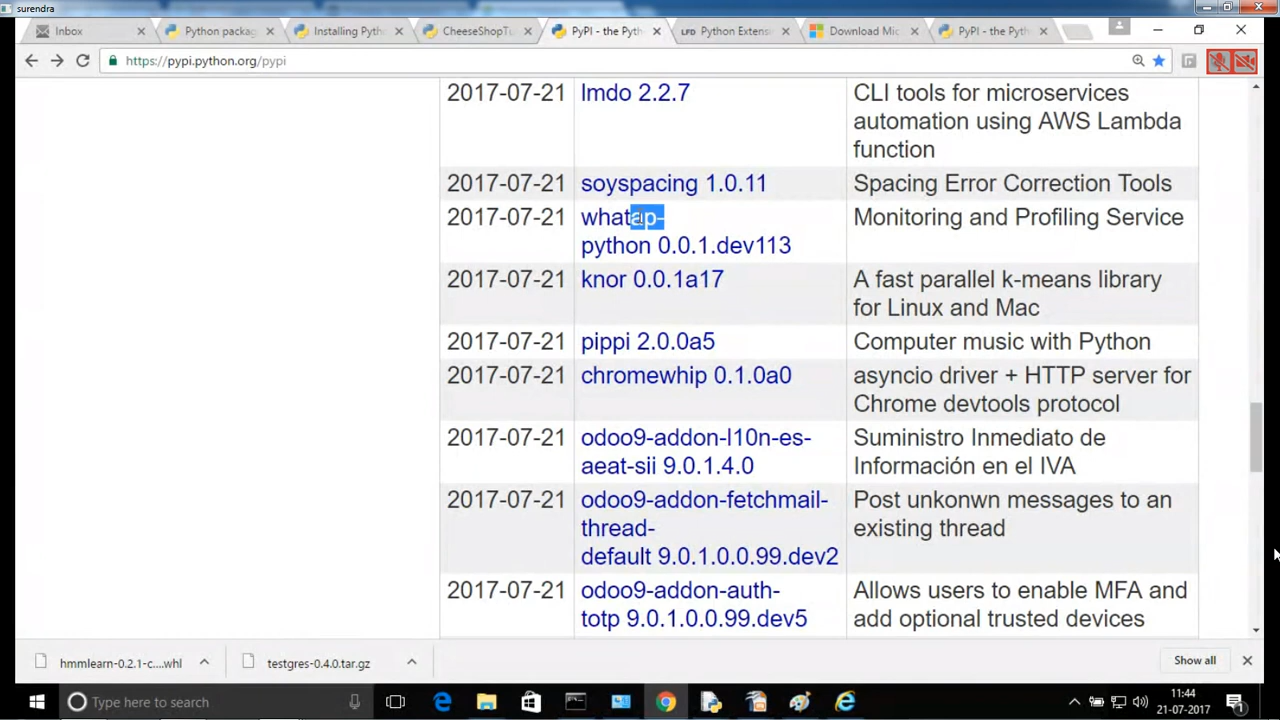 surendra
Inbox
Python packag
Installing Pytho
CheeseShopTu
PyPI - the Pyth
LFD Python Extensi
Download Mic
PyPI - the Pyth
https://pypi.python.org/pypi
2017-07-21 lmdo 2.2.7 CLI tools for microservices
automation using AWS Lambda
function
2017-07-21 soyspacing 1.0.11 Spacing Error Correction Tools
2017-07-21 whatap- Monitoring and Profiling Service
python 0.0.1.dev113
2017-07-21 knor 0.0.1a17 A fast parallel k-means library
for Linux and Mac
2017-07-21 pippi 2.0.0a5 Computer music with Python
2017-07-21 chromewhip 0.1.0a0 asyncio driver + HTTP server for
Chrome devtools protocol
2017-07-21 odoo9-addon-l10n-es- Suministro Inmediato de
aeat-sii 9.0.1.4.0 Información en el IVA
2017-07-21 odoo9-addon-fetchmail- Post unkonwn messages to an
thread- existing thread
default 9.0.1.0.0.99.dev2
2017-07-21 odoo9-addon-auth- Allows users to enable MFA and
totp 9.0.1.0.0.99.dev5 add optional trusted devices
hmmlearn-0.2.1-c....whl
testgres-0.4.0.tar.gz
Show all
Type here to search
11:44
21-07-2017
1